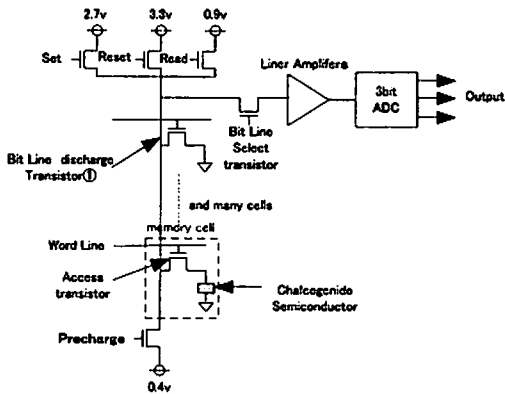 2.7v 3.3v 0.9v
Set Reset Read
Liner Amplifers
3bit
ADC
Output
Bit Line
Select
transistor
Bit Line discharge
Transistor①
and many cells
memory cell
Word Line
Access
transistor
Chalcogenide
Semiconductor
Precharge
0.4v